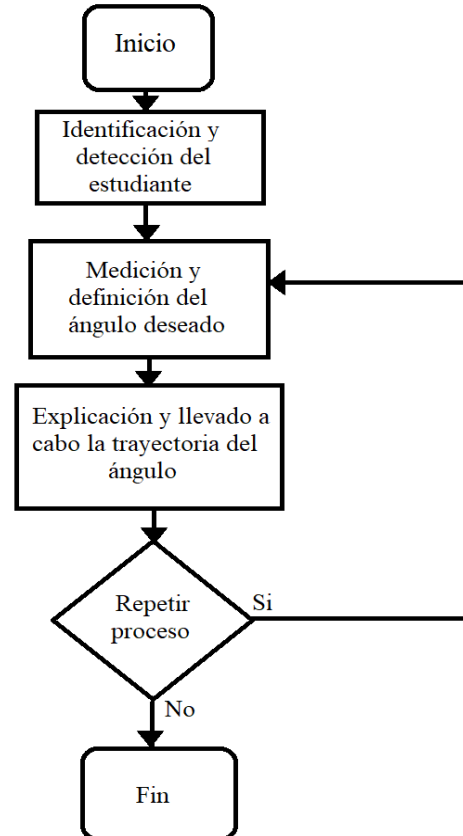 Inicio
Identificación y
detección del
estudiante
Medición y
definición del
ángulo deseado
Explicación y llevado a
cabo la trayectoria del
ángulo
Repetir
proceso
Si
No
Fin